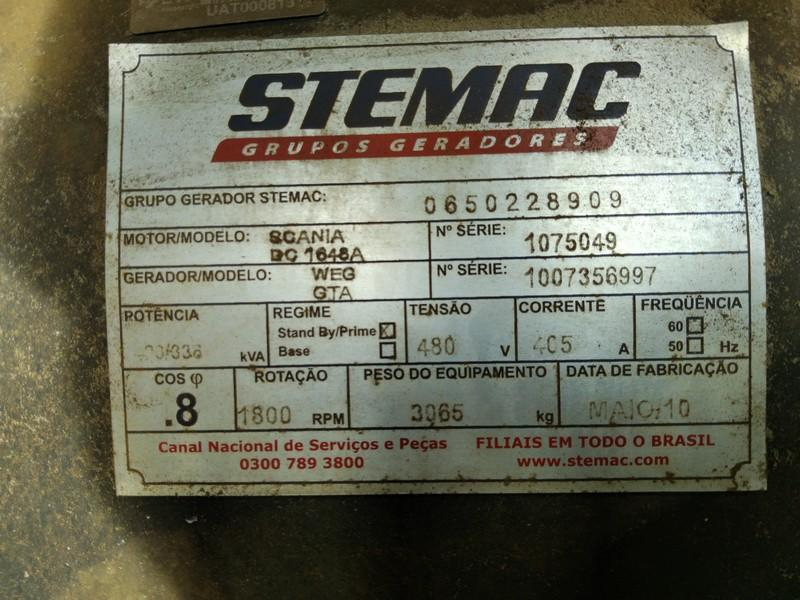 UAT000813
STEMAC
GRUPOS GERADORES
GRUPO GERADOR STEMAC: 0650228909
MOTOR/MODELO: SCANIA Nº SÉRIE: 1075049
DC 1648A
GERADOR/MODELO: WEG Nº SÉRIE: 1007356997
GTA
POTÊNCIA REGIME TENSÃO CORRENTE FREQÜÊNCIA
Stand By/Prime 60
kVA Base 480 V 405 A 50 Hz
COS φ ROTAÇÃO PESO DO EQUIPAMENTO DATA DE FABRICAÇÃO
.8 1800 RPM 3065 kg MAIO/10
Canal Nacional de Serviços e Peças FILIAIS EM TODO O BRASIL
0300 789 3800 www.stemac.com